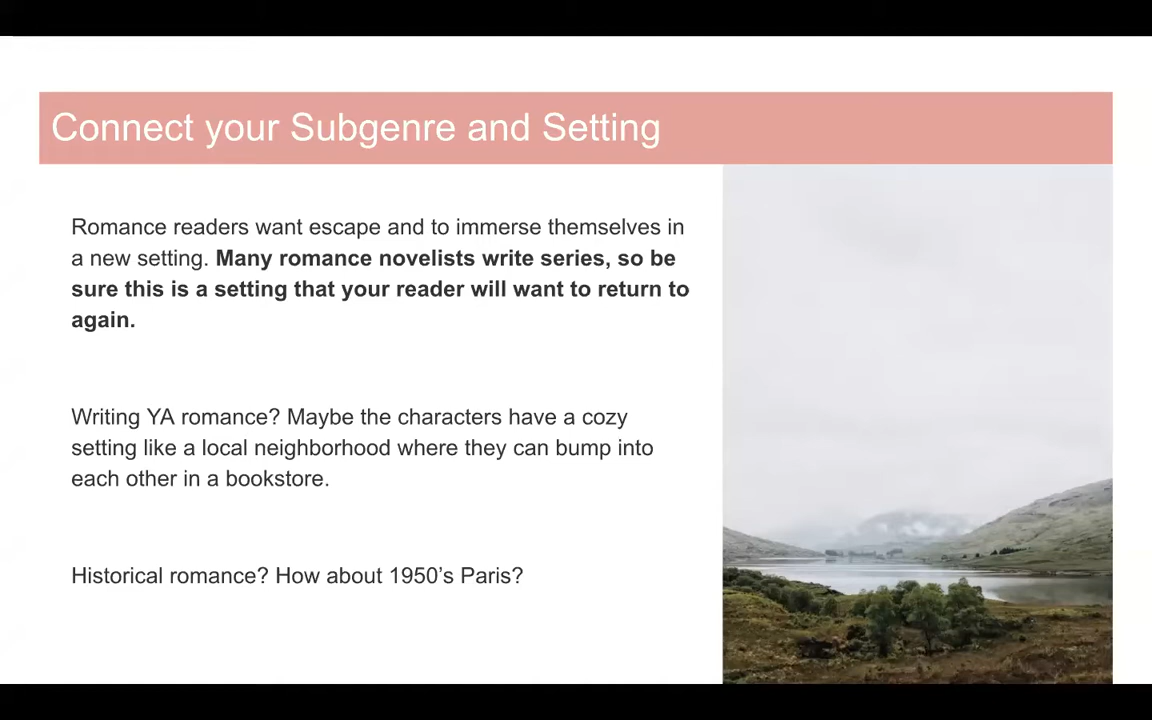 Connect your Subgenre and Setting
Romance readers want escape and to immerse themselves in
a new setting. Many romance novelists write series, so be
sure this is a setting that your reader will want to return to
again.
Writing YA romance? Maybe the characters have a cozy
setting like a local neighborhood where they can bump into
each other in a bookstore.
Historical romance? How about 1950’s Paris?